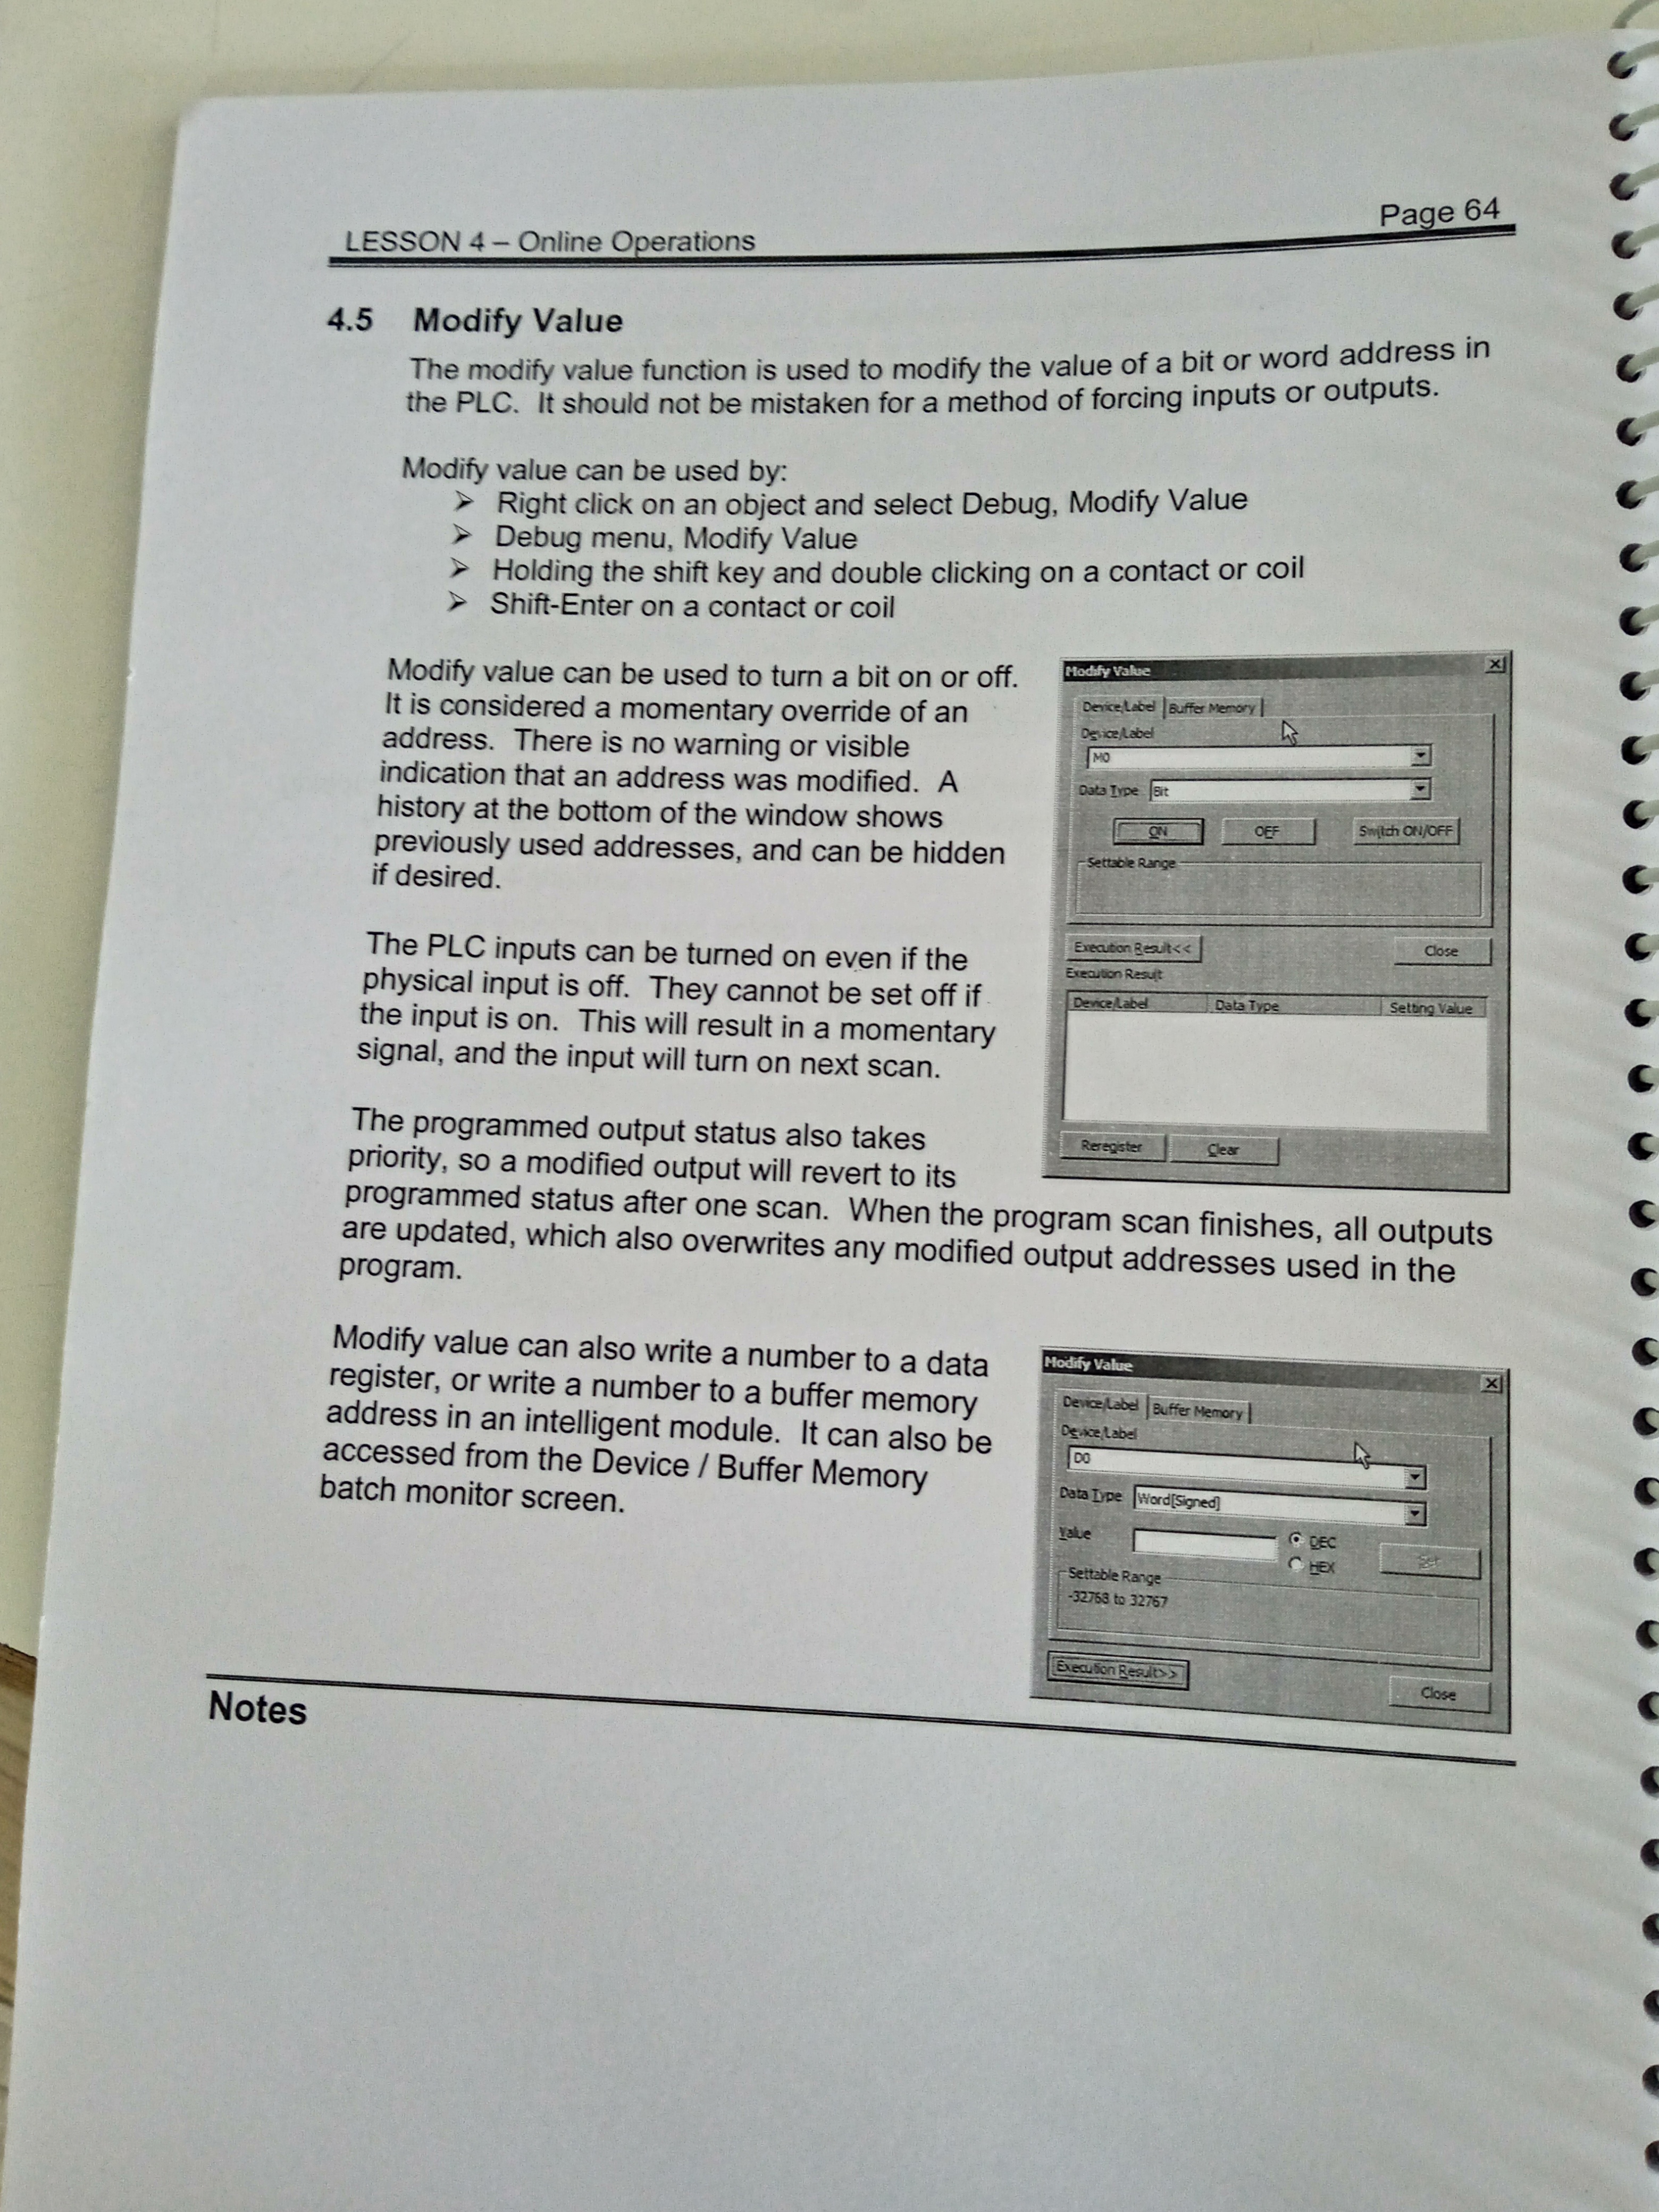 LESSON 4 – Online Operations
Page 64
4.5 Modify Value
The modify value function is used to modify the value of a bit or word address in
the PLC. It should not be mistaken for a method of forcing inputs or outputs.
Modify value can be used by:
➢ Right click on an object and select Debug, Modify Value
➢ Debug menu, Modify Value
➢ Holding the shift key and double clicking on a contact or coil
➢ Shift-Enter on a contact or coil
Modify value can be used to turn a bit on or off.
It is considered a momentary override of an
address. There is no warning or visible
indication that an address was modified. A
history at the bottom of the window shows
previously used addresses, and can be hidden
if desired.
The PLC inputs can be turned on even if the
physical input is off. They cannot be set off if
the input is on. This will result in a momentary
signal, and the input will turn on next scan.
Modify Value
Device/Label Buffer Memory
Device/Label
M0
Data Type Bit
ON OFF Switch ON/OFF
Settable Range
Execution Result<< Close
Execution Result
Device/Label Data Type Setting Value
Reregister Clear
The programmed output status also takes
priority, so a modified output will revert to its
programmed status after one scan. When the program scan finishes, all outputs
are updated, which also overwrites any modified output addresses used in the
program.
Modify value can also write a number to a data
register, or write a number to a buffer memory
address in an intelligent module. It can also be
accessed from the Device / Buffer Memory
batch monitor screen.
Modify Value
Device/Label Buffer Memory
Device/Label
D0
Data Type Word[Signed]
Value DEC
HEX
Set
Settable Range
-32768 to 32767
Execution Result>>
Close
Notes